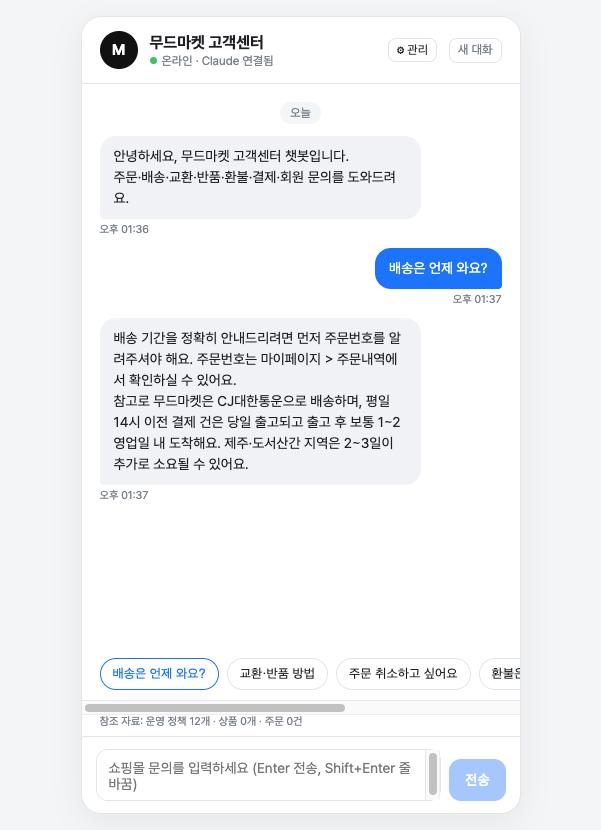 M
무드마켓 고객센터
온라인 · Claude 연결됨
⚙ 관리
새 대화
오늘
안녕하세요, 무드마켓 고객센터 챗봇입니다.
주문·배송·교환·반품·환불·결제·회원 문의를 도와드려
요.
오후 01:36
배송은 언제 와요?
오후 01:37
배송 기간을 정확히 안내드리려면 먼저 주문번호를 알
려주셔야 해요. 주문번호는 마이페이지 > 주문내역에
서 확인하실 수 있어요.
참고로 무드마켓은 CJ대한통운으로 배송하며, 평일
14시 이전 결제 건은 당일 출고되고 출고 후 보통 1~2
영업일 내 도착해요. 제주·도서산간 지역은 2~3일이
추가로 소요될 수 있어요.
오후 01:37
배송은 언제 와요?
교환·반품 방법
주문 취소하고 싶어요
환불은
참조 자료: 운영 정책 12개 · 상품 0개 · 주문 0건
쇼핑몰 문의를 입력하세요 (Enter 전송, Shift+Enter 줄
바꿈)
전송